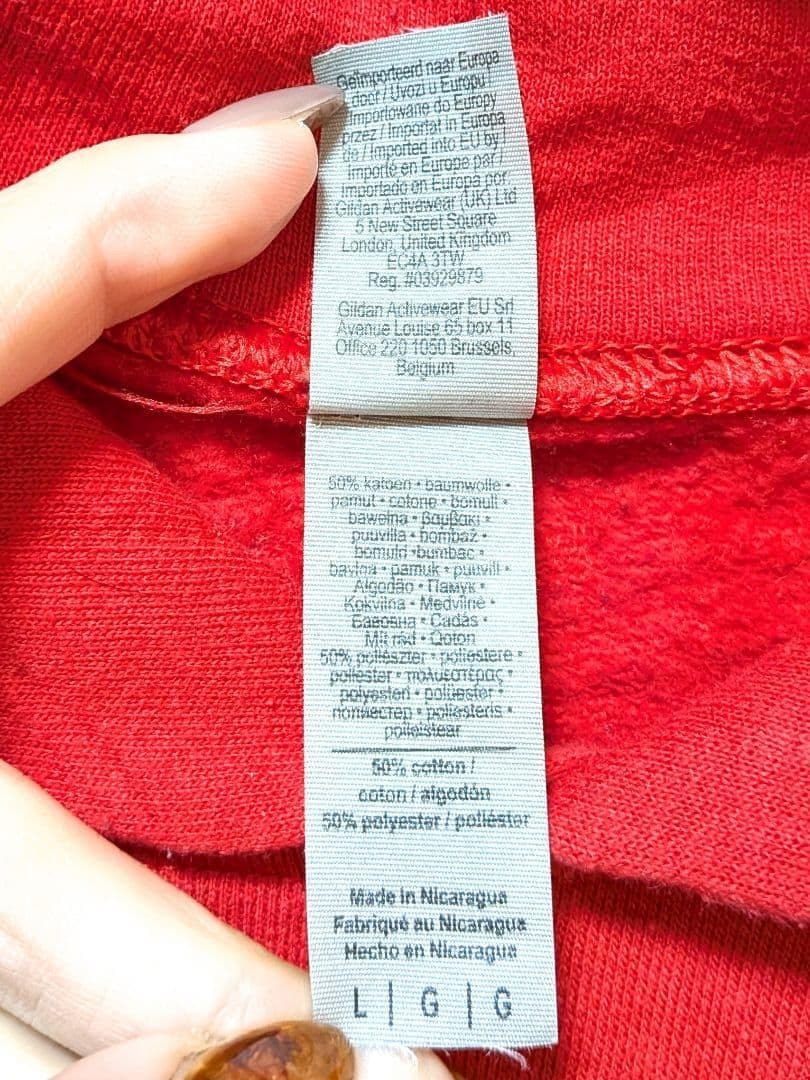 Geïmporteerd naar Europa
door / Uvozi u Europu
Importowane do Europy
przez / Importat in Europa
de / Imported into EU by /
Importé en Europe par /
Importado en Europa por
Gildan Activewear (UK) Ltd
5 New Street Square
London, United Kingdom
EC4A 3TW
Reg. #03929879
Gildan Activewear EU Srl
Avenue Louise 65 box 11
Office 220 1050 Brussels,
Belgium
50% katoen • baumwolle •
pamut • cotone • bomull •
bawełna • βαμβάκι •
puuvilla • bombaž •
bomuld • bumbac •
bavlna • pamuk • puuvill •
Algodão • Памук •
Kokvilna • Medvilnė •
Бавовна • Cadás •
Mit rad • Qoton
50% poliészter • poliestere •
poliester • πολυεστέρας •
polyesteri • poliüester •
полиестер • poliesteris •
poileistear
50% cotton /
coton / algodón
50% polyester / poliéster
Made in Nicaragua
Fabriqué au Nicaragua
Hecho en Nicaragua
L | G | G